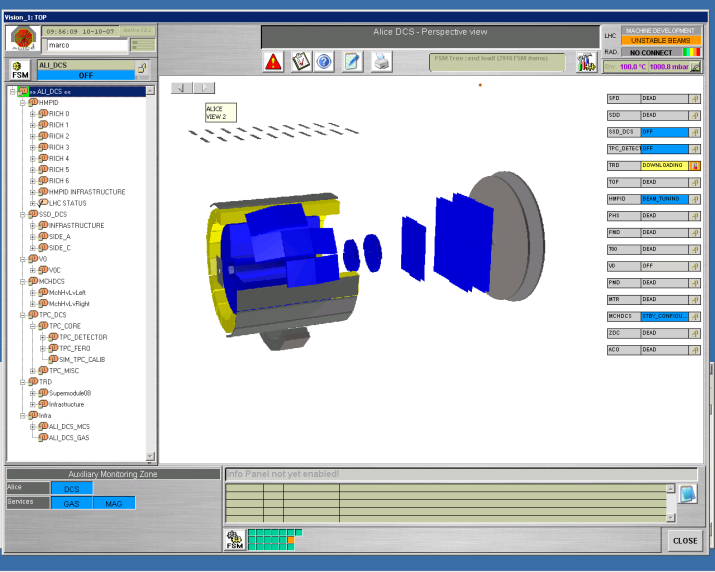 Vision_1: TOP
09:56:09 10-10-07
marco
Alice DCS - Perspective view
LHC
MACHINE DEVELOPMENT
UNSTABLE BEAMS
RAD.
NO CONNECT
FSM
ALI_DCS
OFF
FSM Tree : end load! (2916 FSM items)
Env.
100.0 °C
1000.8 mbar
»» ALI_DCS ««
HMPID
RICH 0
RICH 1
RICH 2
RICH 3
RICH 4
RICH 5
RICH 6
HMPID INFRASTRUCTURE
LHC STATUS
SSD_DCS
INFRASTRUCTURE
SIDE_A
SIDE_C
V0
V0C
MCHDCS
MchHvLvLeft
MchHvLvRight
TPC_DCS
TPC_CORE
TPC_DETECTOR
TPC_FERO
SIM_TPC_CALIB
TPC_MISC
TRD
Supermodule08
Infrastructure
Infra
ALI_DCS_MCS
ALI_DCS_GAS
ALICE
VIEW 2
SPD DEAD
SDD DEAD
SSD_DCS OFF
TPC_DETECT OFF
TRD DOWNLOADING
TOF DEAD
HMPID BEAM_TUNING
PHS DEAD
FMD DEAD
T00 DEAD
V0 OFF
PMD DEAD
MTR DEAD
MCHDCS STBY_CONFIGU..
ZDC DEAD
ACO DEAD
Auxiliary Monitoring Zone
Alice
DCS
Services
GAS
MAG
Info Panel not yet enabled!
FSM
CLOSE